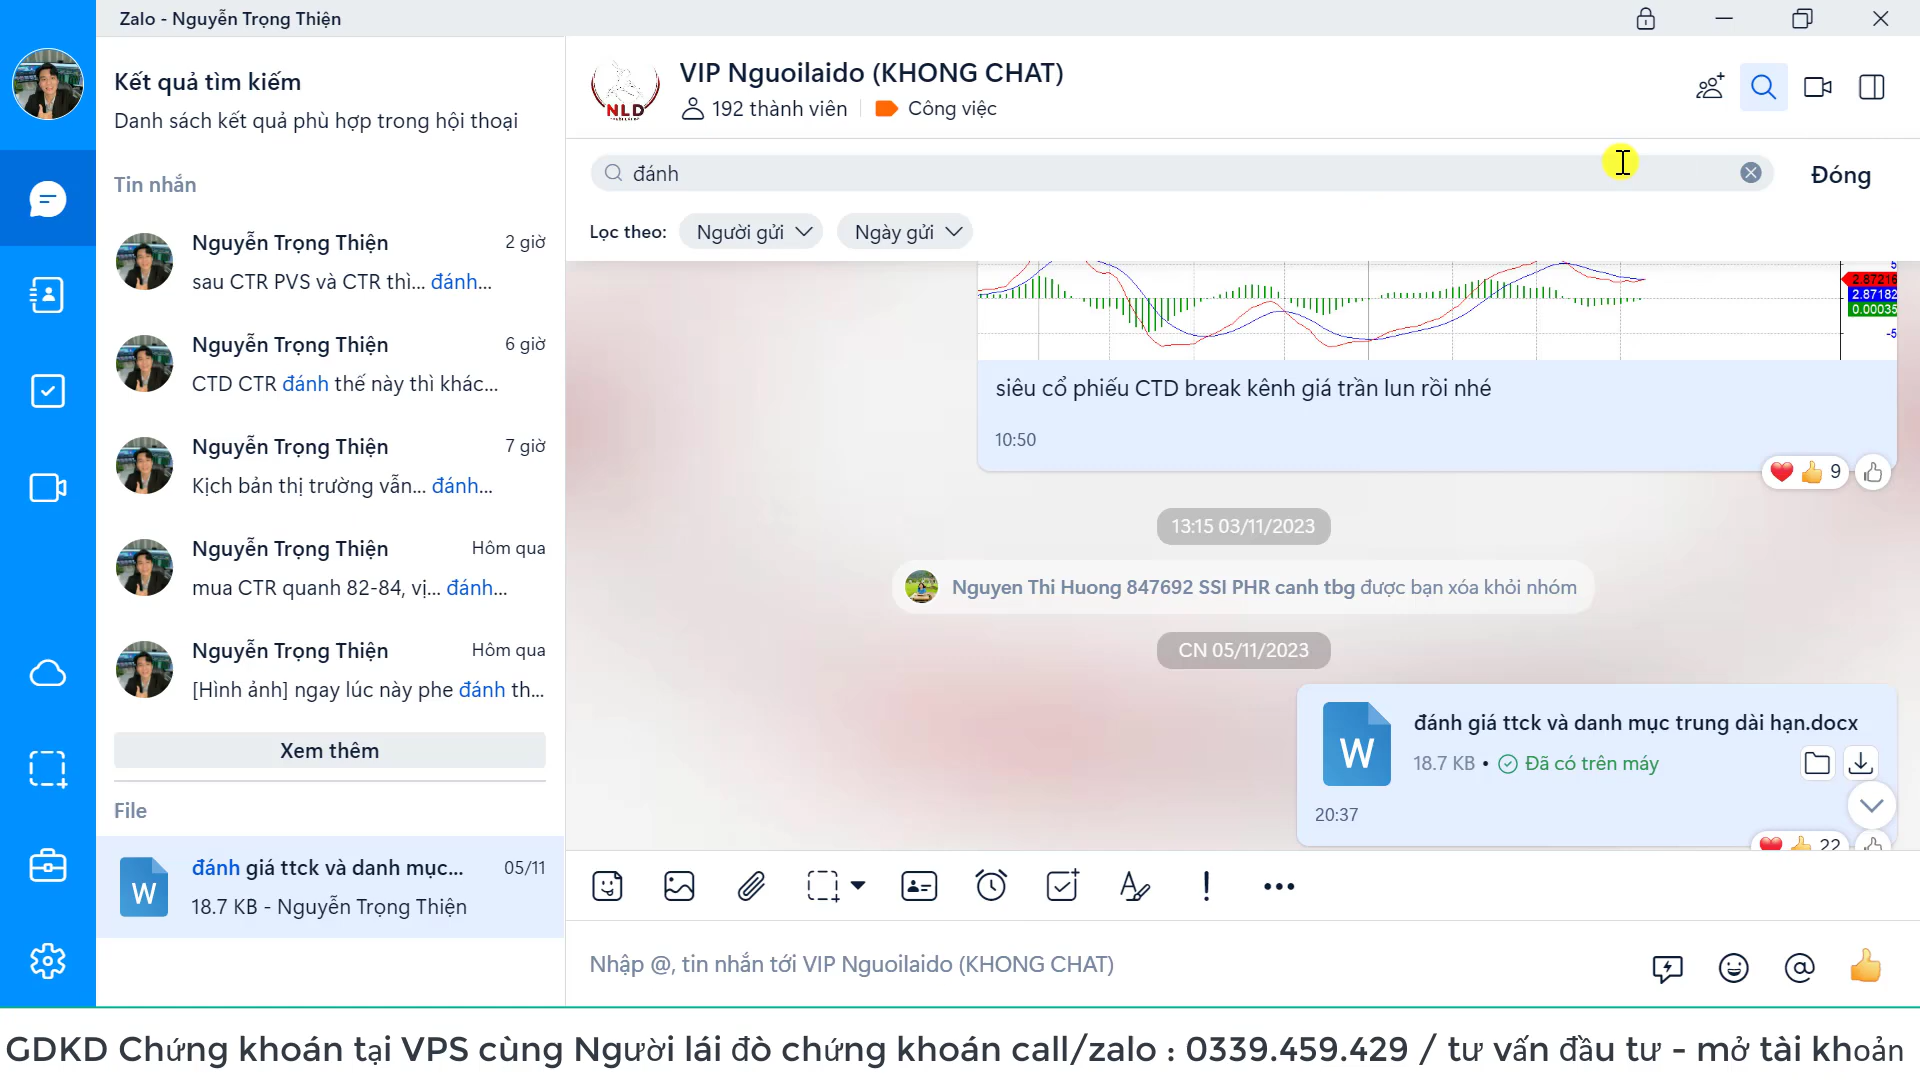 Zalo - Nguyễn Trọng Thiện
Kết quả tìm kiếm
Danh sách kết quả phù hợp trong hội thoại
Tin nhắn
Nguyễn Trọng Thiện 2 giờ
sau CTR PVS và CTR thì... đánh...
Nguyễn Trọng Thiện 6 giờ
CTD CTR đánh thế này thì khác...
Nguyễn Trọng Thiện 7 giờ
Kịch bản thị trường vẫn... đánh...
Nguyễn Trọng Thiện Hôm qua
mua CTR quanh 82-84, vị... đánh...
Nguyễn Trọng Thiện Hôm qua
[Hình ảnh] ngay lúc này phe đánh th...
Xem thêm
File
W
đánh giá ttck và danh mục... 05/11
18.7 KB - Nguyễn Trọng Thiện
NLD
VIP Nguoilaido (KHONG CHAT)
192 thành viên Công việc
đánh
Đóng
Lọc theo: Người gửi Ngày gửi
5
2.87216
2.87182
0.00035
-5
siêu cổ phiếu CTD break kênh giá trần lun rồi nhé
10:50
9
13:15 03/11/2023
Nguyen Thi Huong 847692 SSI PHR canh tbg được bạn xóa khỏi nhóm
CN 05/11/2023
W
đánh giá ttck và danh mục trung dài hạn.docx
18.7 KB • Đã có trên máy
20:37
22
Nhập @, tin nhắn tới VIP Nguoilaido (KHONG CHAT)
GDKD Chứng khoán tại VPS cùng Người lái đò chứng khoán call/zalo : 0339.459.429 / tư vấn đầu tư - mở tài khoản